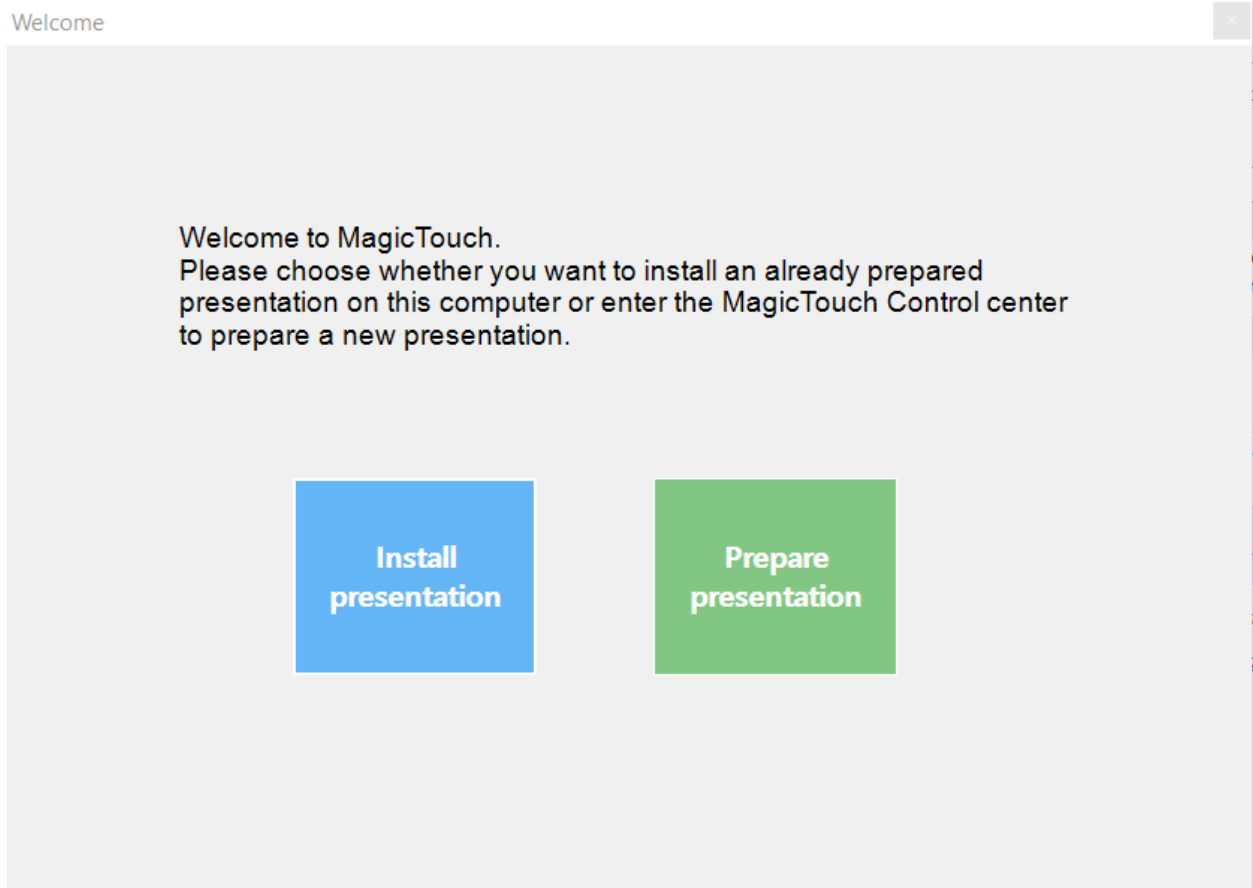 Welcome
Welcome to MagicTouch.
Please choose whether you want to install an already prepared
presentation on this computer or enter the MagicTouch Control center
to prepare a new presentation.
Install
presentation
Prepare
presentation